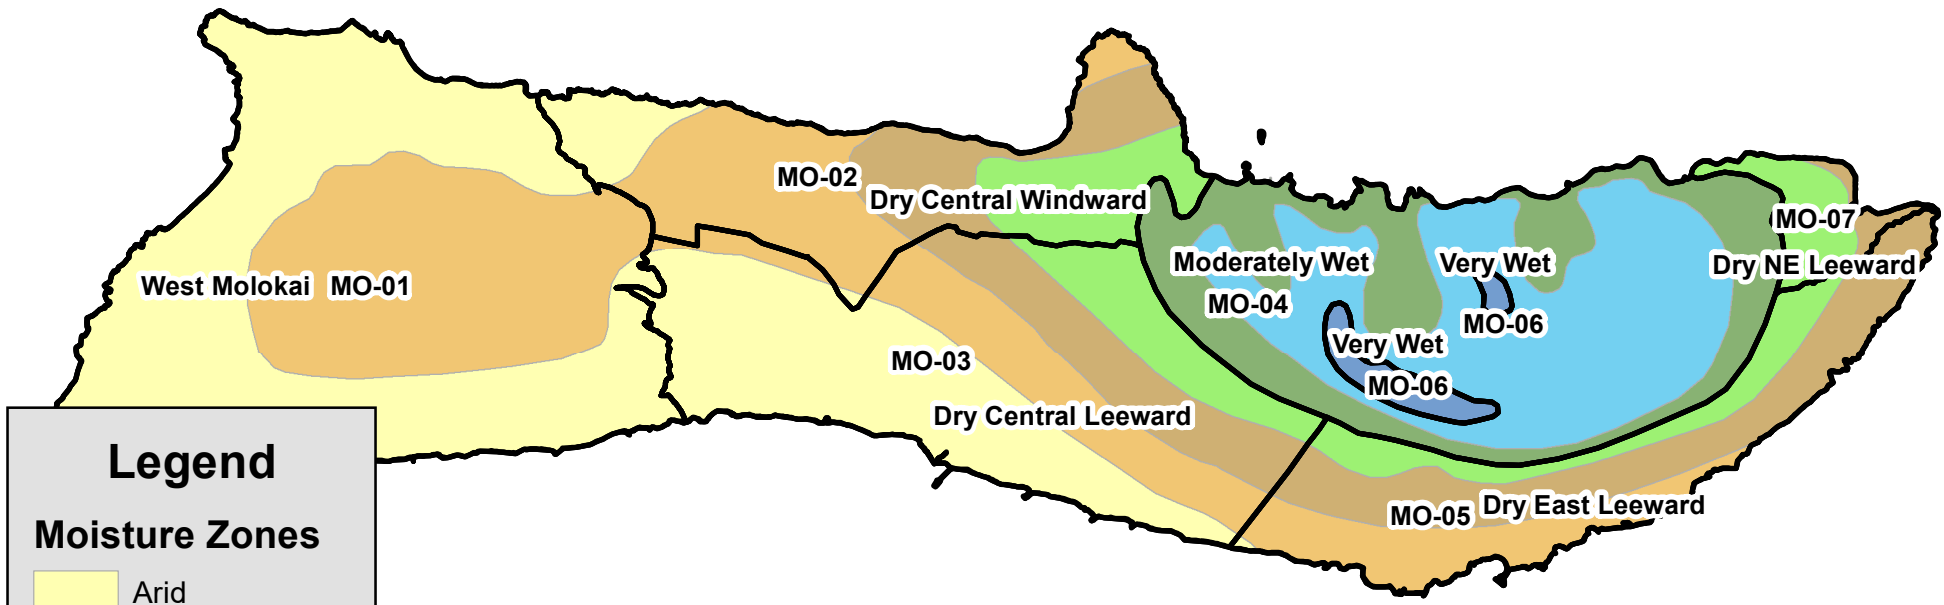 MO-02
Dry Central Windward
MO-07
Moderately Wet
Very Wet
Dry NE Leeward
West Molokai MO-01
MO-04
MO-06
Very Wet
MO-03
MO-06
Dry Central Leeward
MO-05 Dry East Leeward
Legend
Moisture Zones
Arid